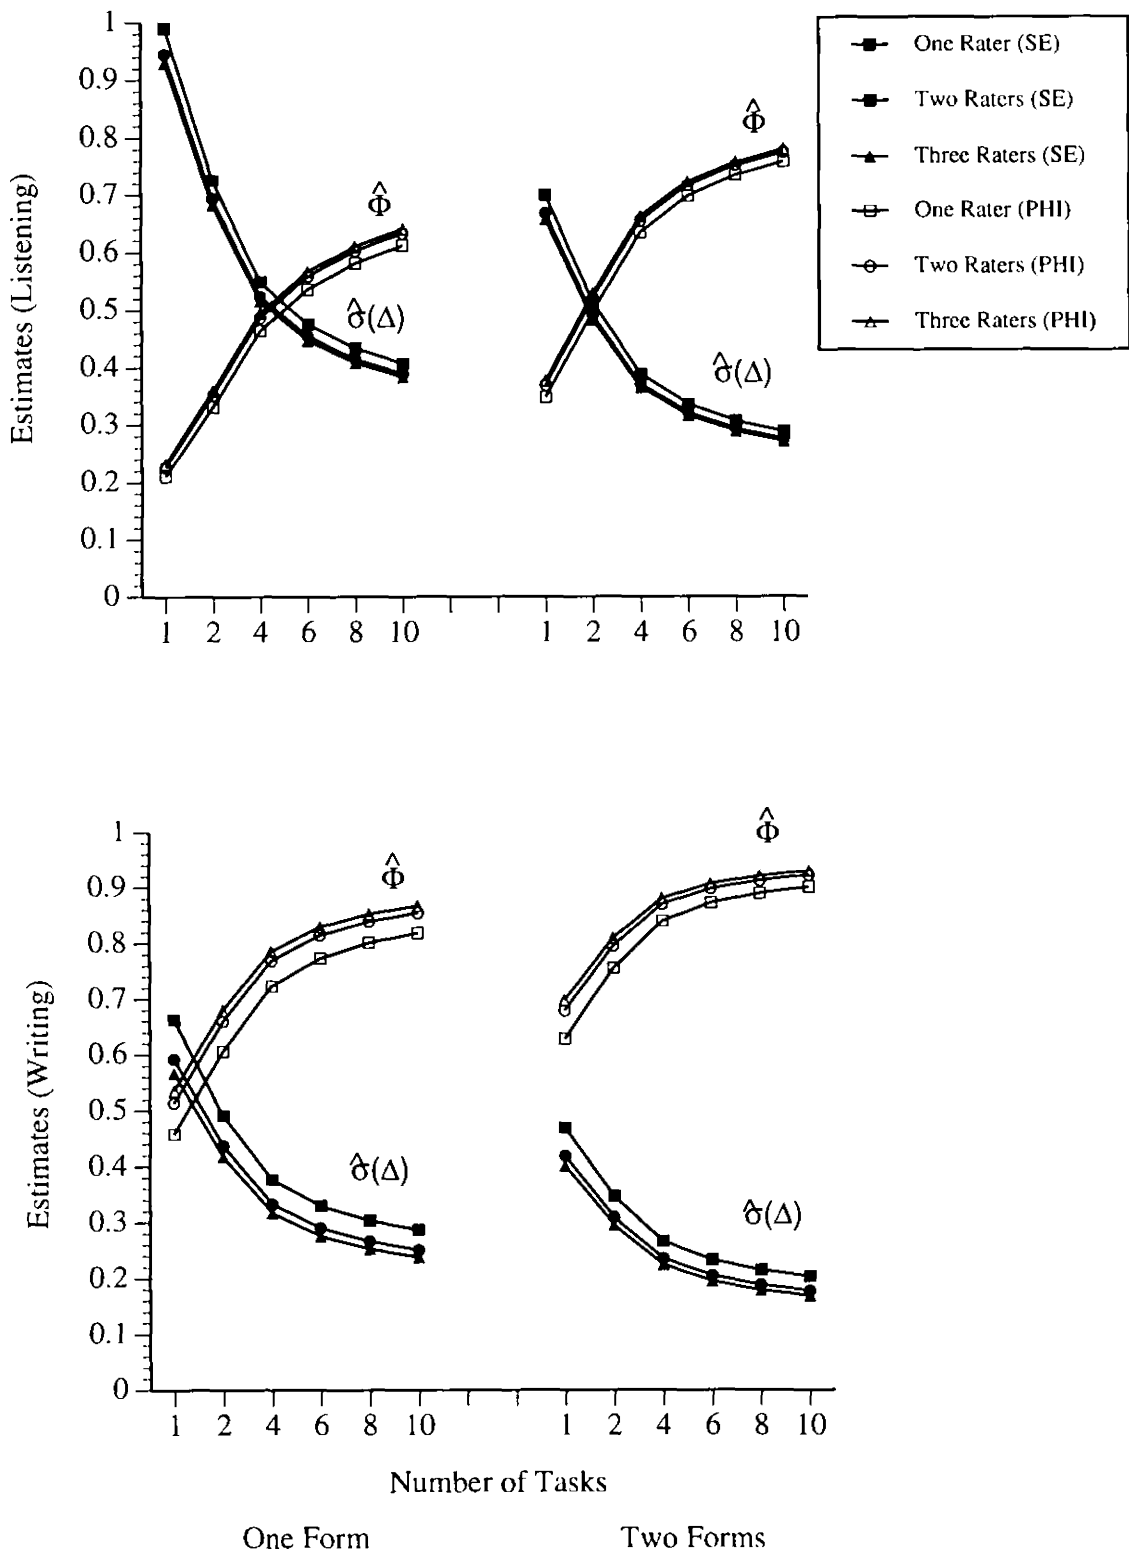 Estimates (Listening)
1
0.9
0.8
0.7
0.6
0.5
0.4
0.3
0.2
0.1
0
Φ̂
σ̂(Δ)
Φ̂
σ̂(Δ)
1 2 4 6 8 10 1 2 4 6 8 10
One Rater (SE)
Two Raters (SE)
Three Raters (SE)
One Rater (PHI)
Two Raters (PHI)
Three Raters (PHI)
Estimates (Writing)
1
0.9
0.8
0.7
0.6
0.5
0.4
0.3
0.2
0.1
0
Φ̂
σ̂(Δ)
Φ̂
σ̂(Δ)
1 2 4 6 8 10 1 2 4 6 8 10
Number of Tasks
One Form Two Forms